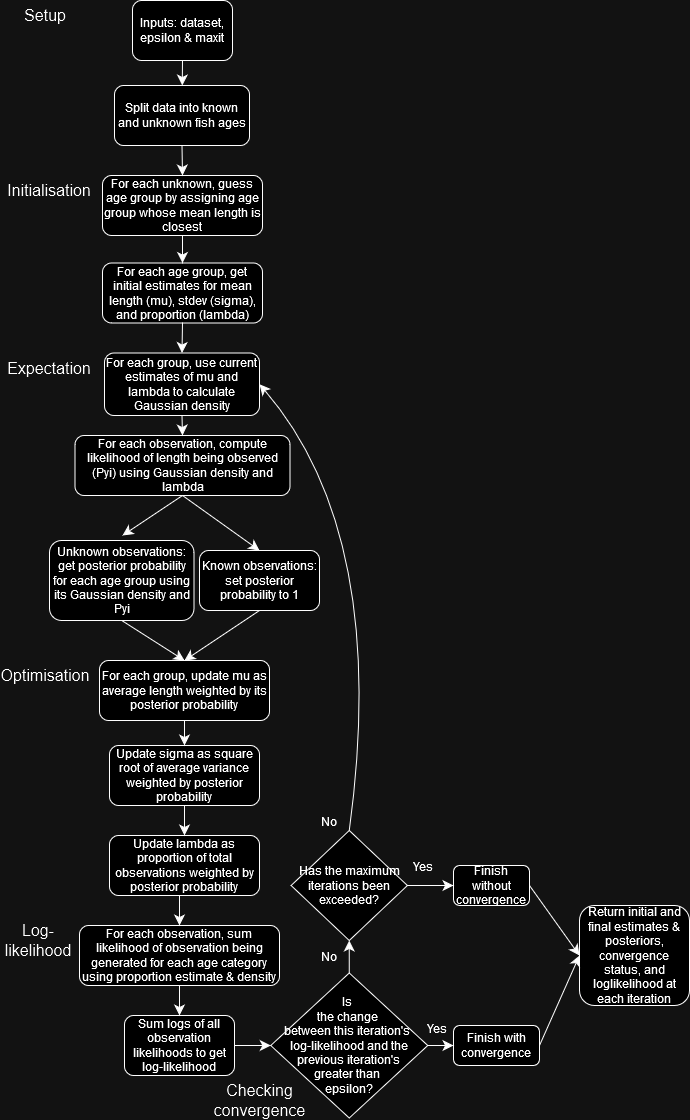 Setup
Inputs: dataset,
epsilon & maxit
Split data into known
and unknown fish ages
Initialisation
For each unknown, guess
age group by assigning age
group whose mean length is
closest
For each age group, get
initial estimates for mean
length (mu), stdev (sigma),
and proportion (lambda)
Expectation
For each group, use current
estimates of mu and
lambda to calculate
Gaussian density
For each observation, compute
likelihood of length being observed
(Pyi) using Gaussian density and
lambda
Unknown observations:
get posterior probability
for each age group using
its Gaussian density and
Pyi
Known observations:
set posterior
probability to 1
Optimisation
For each group, update mu as
average length weighted by its
posterior probability
Update sigma as square
root of average variance
weighted by posterior
probability
Update lambda as
proportion of total
observations weighted by
posterior probability
Log-
likelihood
For each observation, sum
likelihood of observation being
generated for each age category
using proportion estimate & density
Sum logs of all
observation
likelihoods to get
log-likelihood
Checking
convergence
Is
the change
between this iteration's
log-likelihood and the
previous iteration's
greater than
epsilon?
Yes
Finish with
convergence
No
Has the maximum
iterations been
exceeded?
Yes
Finish
without
convergence
No
Return initial and
final estimates &
posteriors,
convergence
status, and
loglikelihood at
each iteration